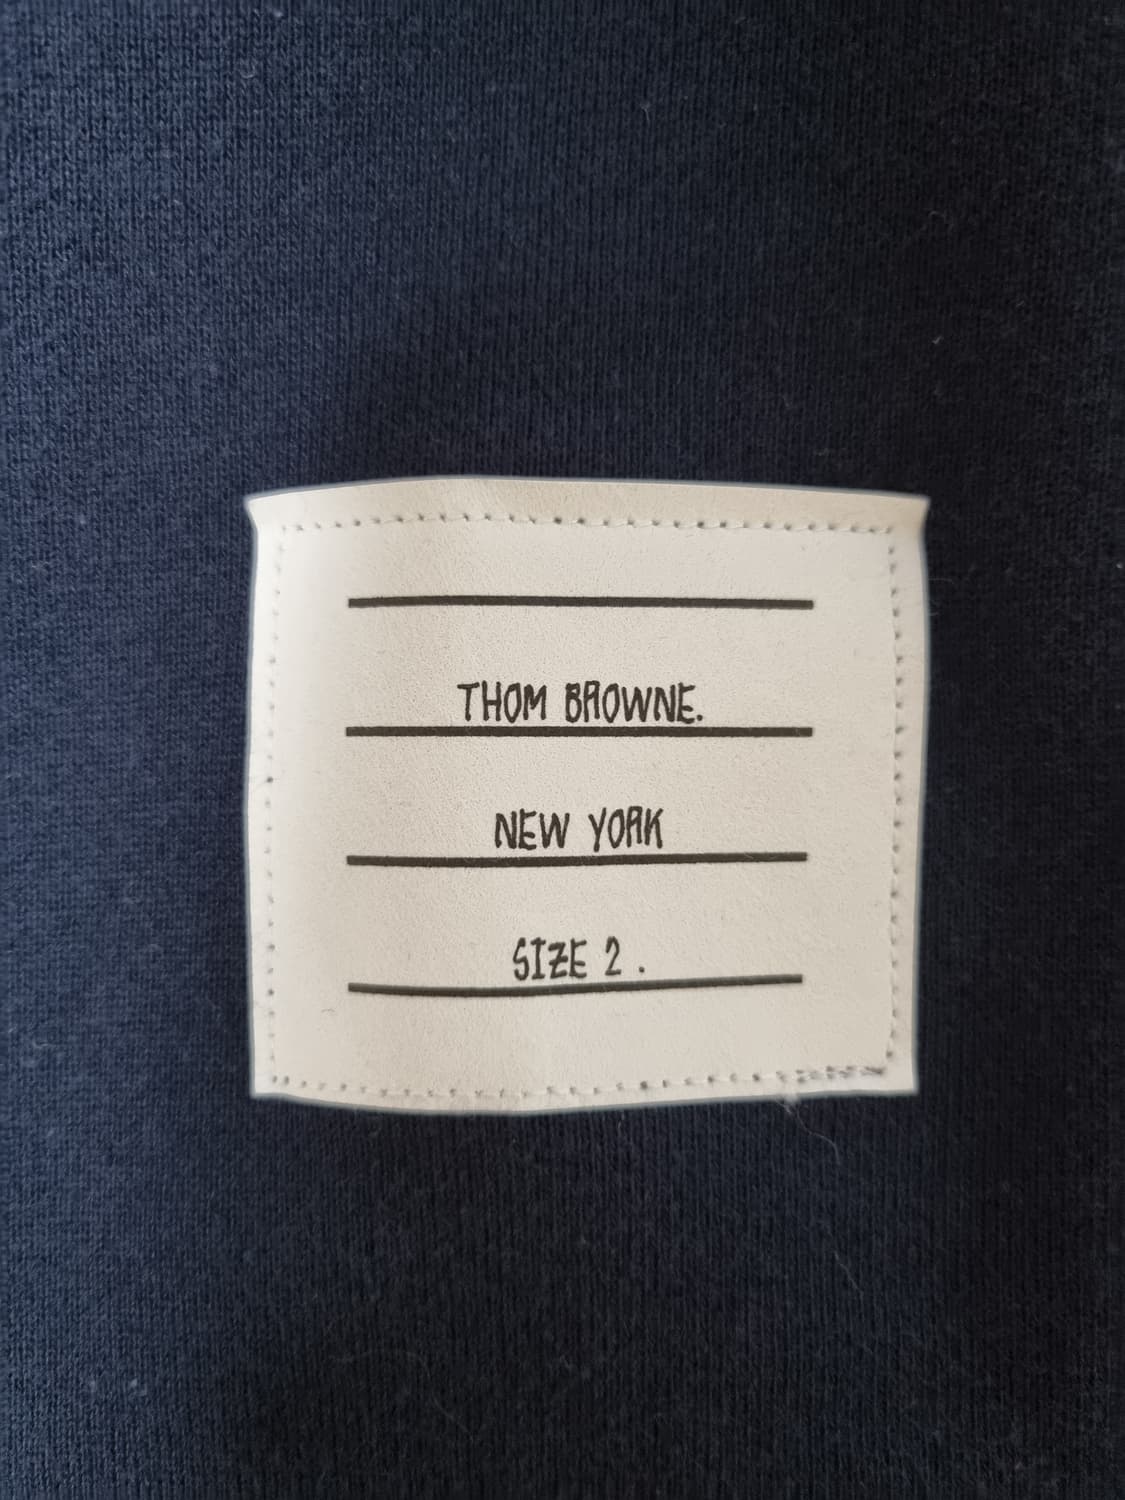 THOM BROWNE.
NEW YORK
SIZE 2 .